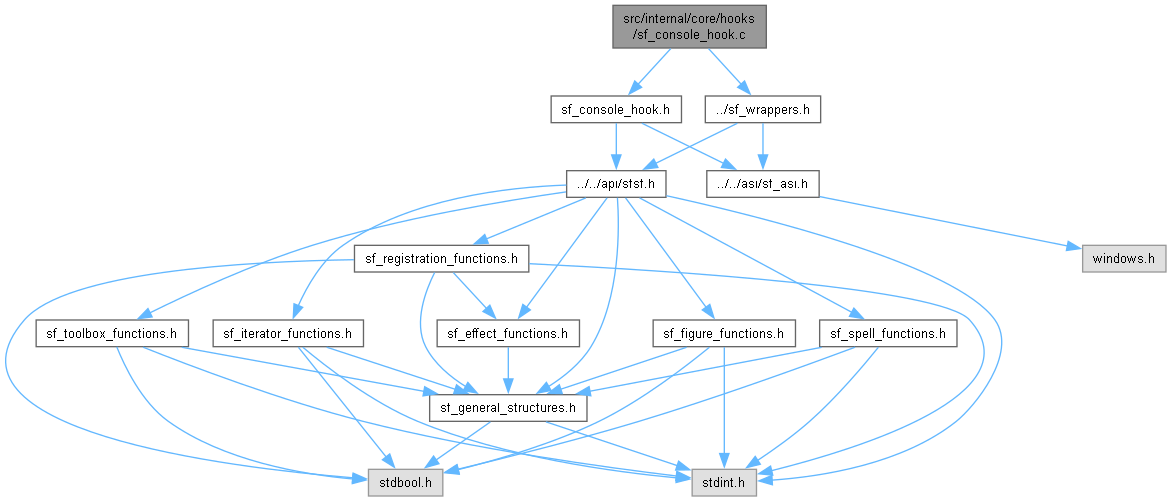 src/internal/core/hooks
/sf_console_hook.c
sf_console_hook.h
../sf_wrappers.h
../../api/sfsf.h
../../asi/sf_asi.h
sf_registration_functions.h
windows.h
sf_toolbox_functions.h
sf_iterator_functions.h
sf_effect_functions.h
sf_figure_functions.h
sf_spell_functions.h
sf_general_structures.h
stdbool.h
stdint.h